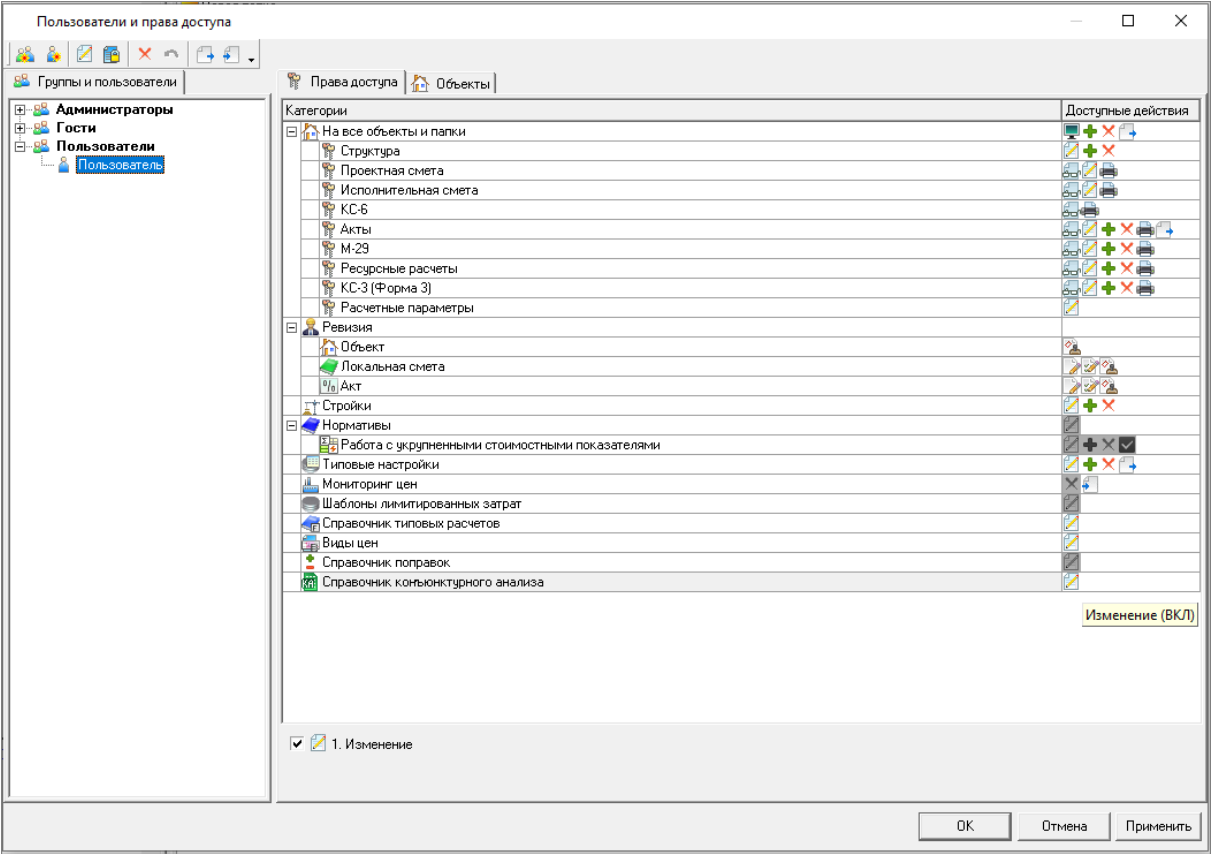 Пользователи и права доступа
Группы и пользователи
Права доступа
Объекты
Администраторы
Гости
Пользователи
Пользователь
Категории
Доступные действия
На все объекты и папки
Структура
Проектная смета
Исполнительная смета
КС-6
Акты
М-29
Ресурсные расчеты
КС-3 (Форма 3)
Расчетные параметры
Ревизия
Объект
Локальная смета
Акт
Стройки
Нормативы
Работа с укрупненными стоимостными показателями
Типовые настройки
Мониторинг цен
Шаблоны лимитированных затрат
Справочник типовых расчетов
Виды цен
Справочник поправок
Справочник конъюнктурного анализа
Изменение (ВКЛ)
1. Изменение
ОК
Отмена
Применить